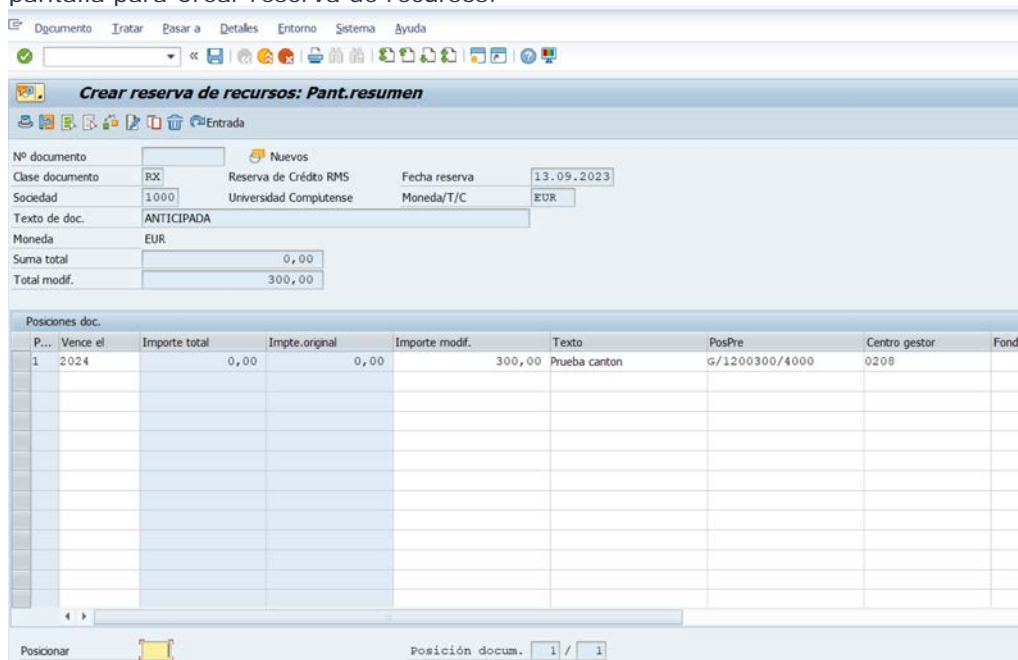 pantalla para crear reserva de recursos.
Documento Tratar Pasar a Detalles Entorno Sistema Ayuda
Crear reserva de recursos: Pant.resumen
Entrada
Nº documento Nuevos
Clase documento RX Reserva de Crédito RMS Fecha reserva 13.09.2023
Sociedad 1000 Universidad Complutense Moneda/T/C EUR
Texto de doc. ANTICIPADA
Moneda EUR
Suma total 0,00
Total modif. 300,00
Posiciones doc.
P... Vence el Importe total Impte.original Importe modif. Texto PosPre Centro gestor Fond
1 2024 0,00 0,00 300,00 Prueba canton G/1200300/4000 0208
Posicionar Posición docum. 1 / 1